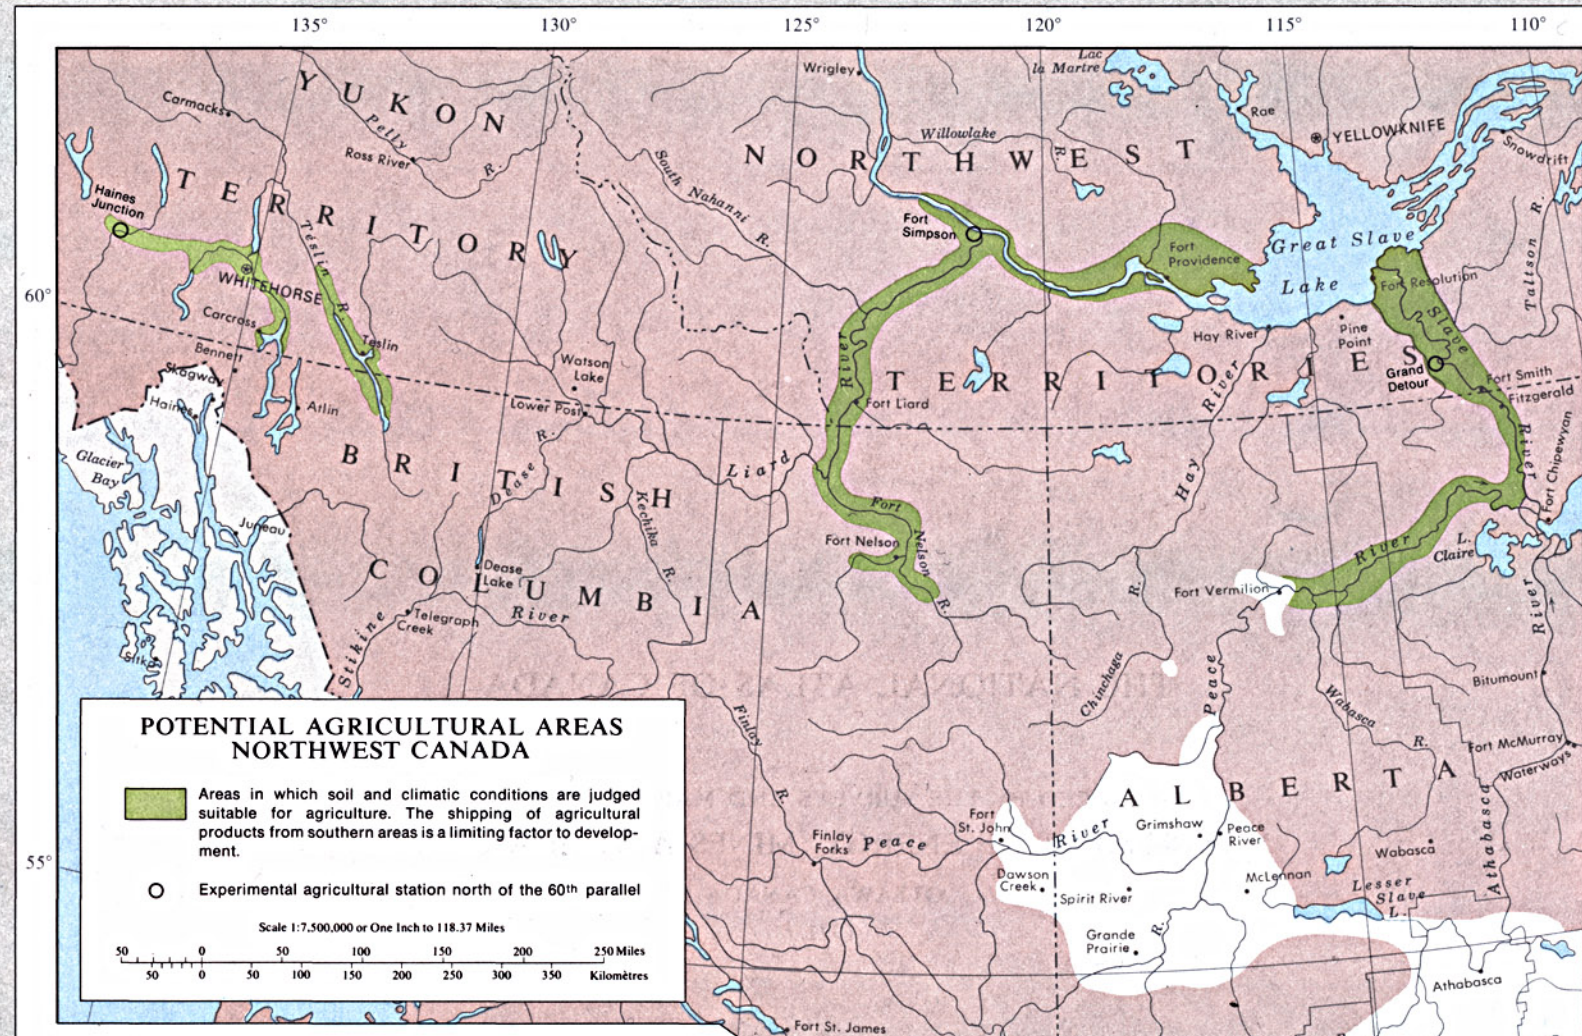 135°
130°
125°
120°
115°
110°
60°
55°
YUKON
TERRITORY
NORTHWEST
TERRITORIES
BRITISH
COLUMBIA
ALBERTA
Carmacks
Pelly
R.
Ross River
Haines
Junction
WHITEHORSE
Teslin
R.
Teslin
Carcross
Bennett
Skagway
Haines
Atlin
Glacier
Bay
Juneau
Sitka
Watson
Lake
Lower Post
Dease
R.
Dease
Lake
Telegraph
Creek
Stikine
River
Kechika
R.
Liard
River
South Nahanni
R.
Wrigley
Willowlake
R.
Lac
la Martre
Rae
YELLOWKNIFE
Snowdrift
Taltson R.
Fort
Simpson
Fort
Providence
Great Slave
Lake
Fort Resolution
Hay River
Pine
Point
Slave
River
Grand
Detour
Fort Smith
Fitzgerald
Fort Chipewyan
Fort Liard
Hay
River
Fort
Nelson
R.
Fort Nelson
Fort Vermilion
River
L.
Claire
River
Bitumount
Chinchaga
R.
Peace
Wabasca
R.
Fort McMurray
Waterways
Athabasca
Finlay
R.
Finlay
Forks
Peace
Fort
St. John
River
Grimshaw
Peace
River
Wabasca
Dawson
Creek
Spirit River
McLennan
Lesser
Slave
L.
Grande
Prairie
R.
Athabasca
Fort St. James
POTENTIAL AGRICULTURAL AREAS
NORTHWEST CANADA
Areas in which soil and climatic conditions are judged
suitable for agriculture. The shipping of agricultural
products from southern areas is a limiting factor to develop-
ment.
Experimental agricultural station north of the 60th parallel
Scale 1:7,500,000 or One Inch to 118.37 Miles
50 0 50 100 150 200 250 Miles
50 0 50 100 150 200 250 300 350 Kilomètres